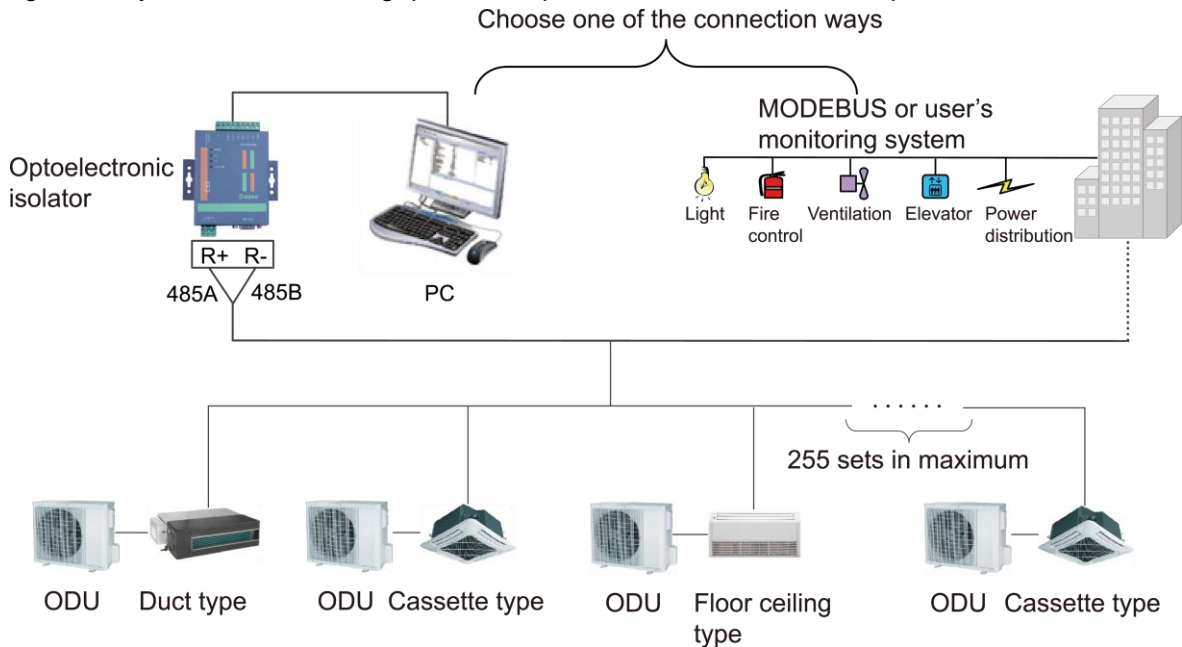 Choose one of the connection ways
MODEBUS or user's
monitoring system
Optoelectronic
isolator
Light
Fire
control
Ventilation
Elevator
Power
distribution
R+ R-
485A
485B
PC
......
255 sets in maximum
ODU
Duct type
ODU
Cassette type
ODU
Floor ceiling
type
ODU
Cassette type